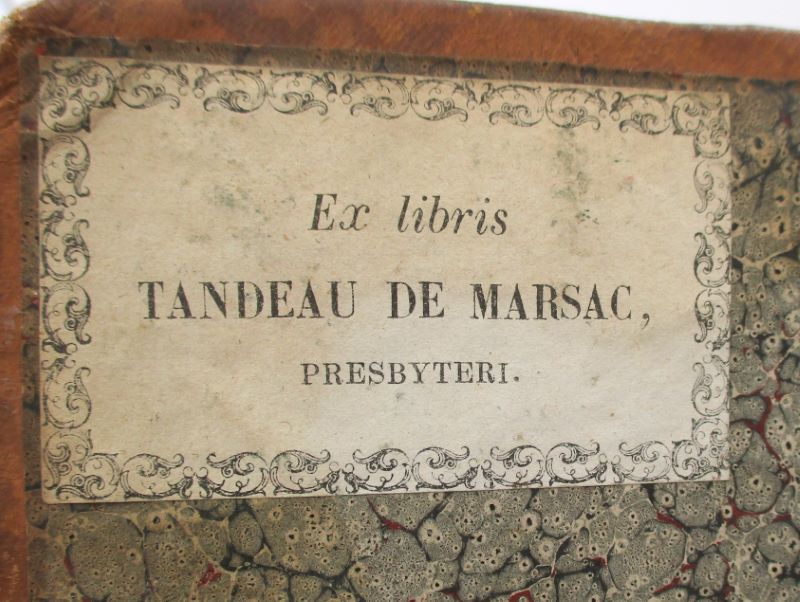 Ex libris
TANDEAU DE MARSAC,
PRESBYTERI.